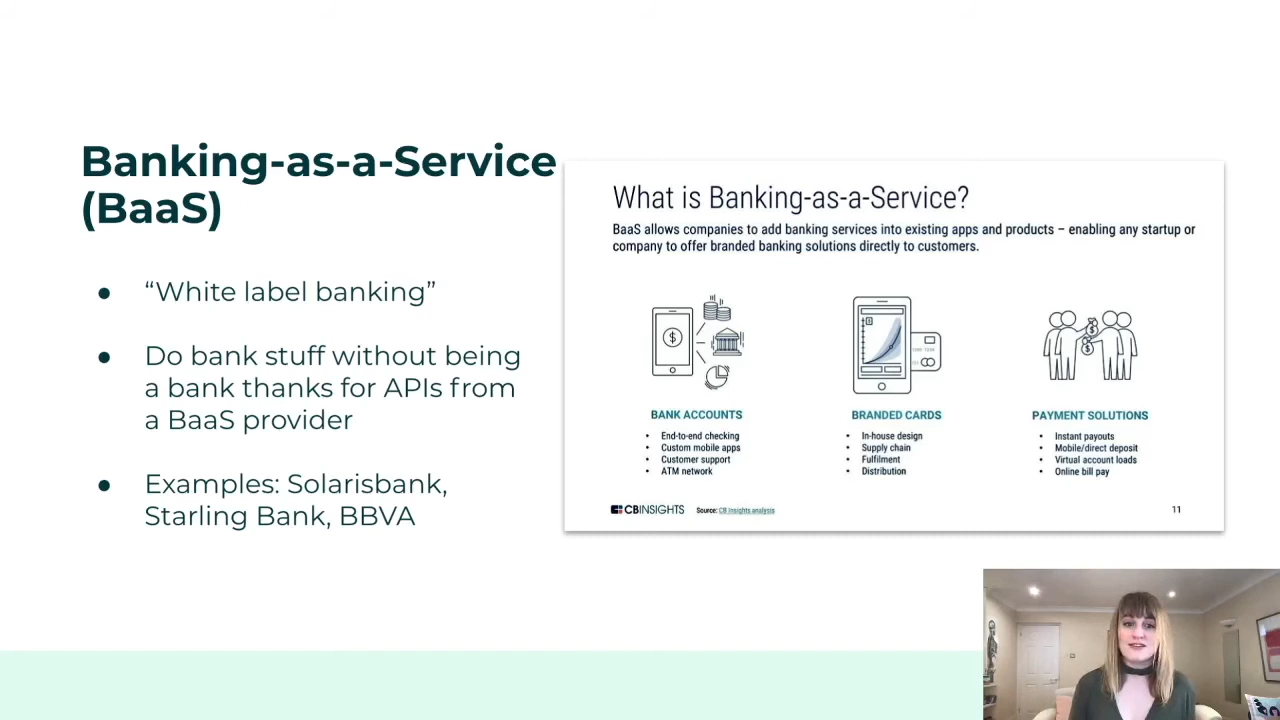 Banking-as-a-Service
(BaaS)
● “White label banking”
● Do bank stuff without being
a bank thanks for APIs from
a BaaS provider
● Examples: Solarisbank,
Starling Bank, BBVA
What is Banking-as-a-Service?
BaaS allows companies to add banking services into existing apps and products – enabling any startup or
company to offer branded banking solutions directly to customers.
BANK ACCOUNTS
• End-to-end checking
• Custom mobile apps
• Customer support
• ATM network
BRANDED CARDS
• In-house design
• Supply chain
• Fulfilment
• Distribution
PAYMENT SOLUTIONS
• Instant payouts
• Mobile/direct deposit
• Virtual account loads
• Online bill pay
CBINSIGHTS
Source: CB Insights analysis
11